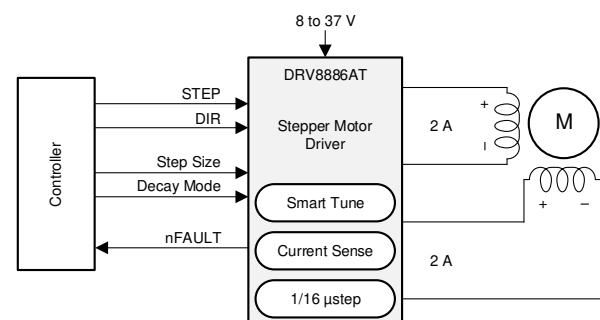 8 to 37 V
DRV8886AT
Stepper Motor
Driver
Controller
STEP
DIR
Step Size
Decay Mode
nFAULT
Smart Tune
Current Sense
1/16 µstep
+
2 A
−
M
+ −
2 A